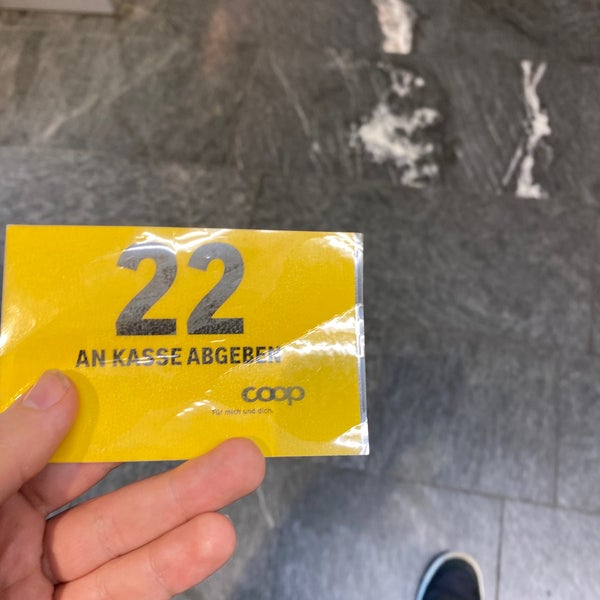 22
AN KASSE ABGEBEN
coop
Für mich und dich.